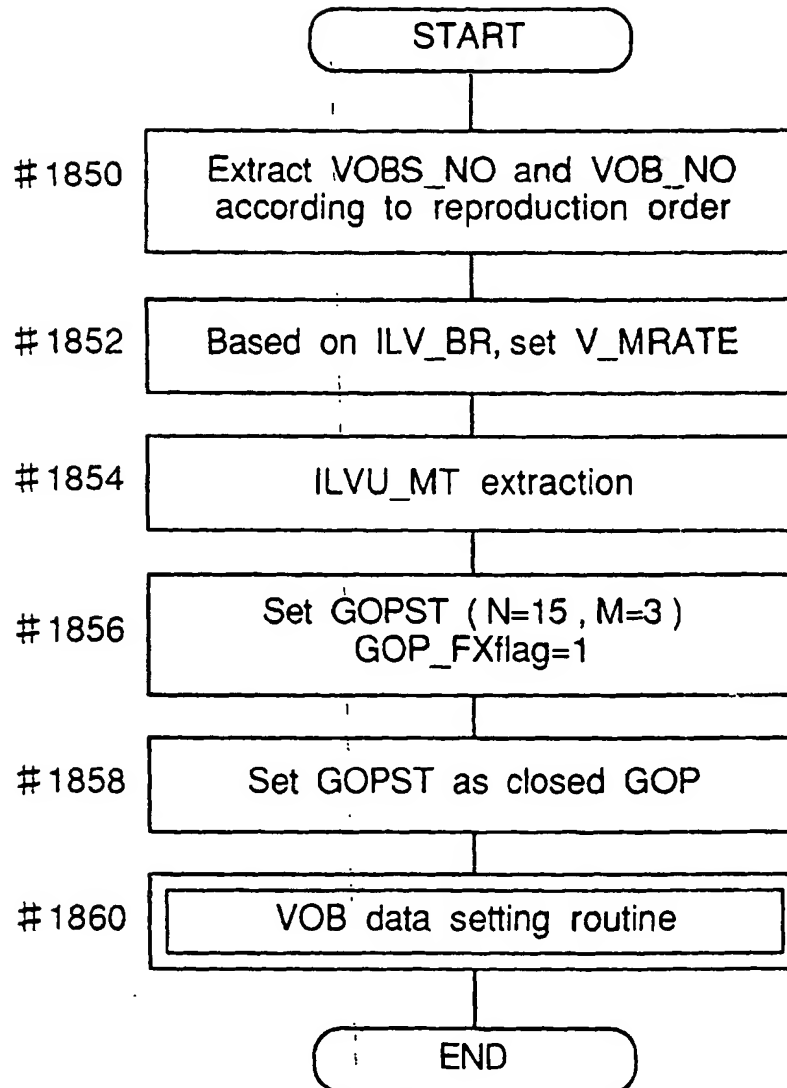 START
#1850
Extract VOBS_NO and VOB_NO
according to reproduction order
#1852
Based on ILV_BR, set V_MRATE
#1854
ILVU_MT extraction
#1856
Set GOPST ( N=15 , M=3 )
GOP_FXflag=1
#1858
Set GOPST as closed GOP
#1860
VOB data setting routine
END